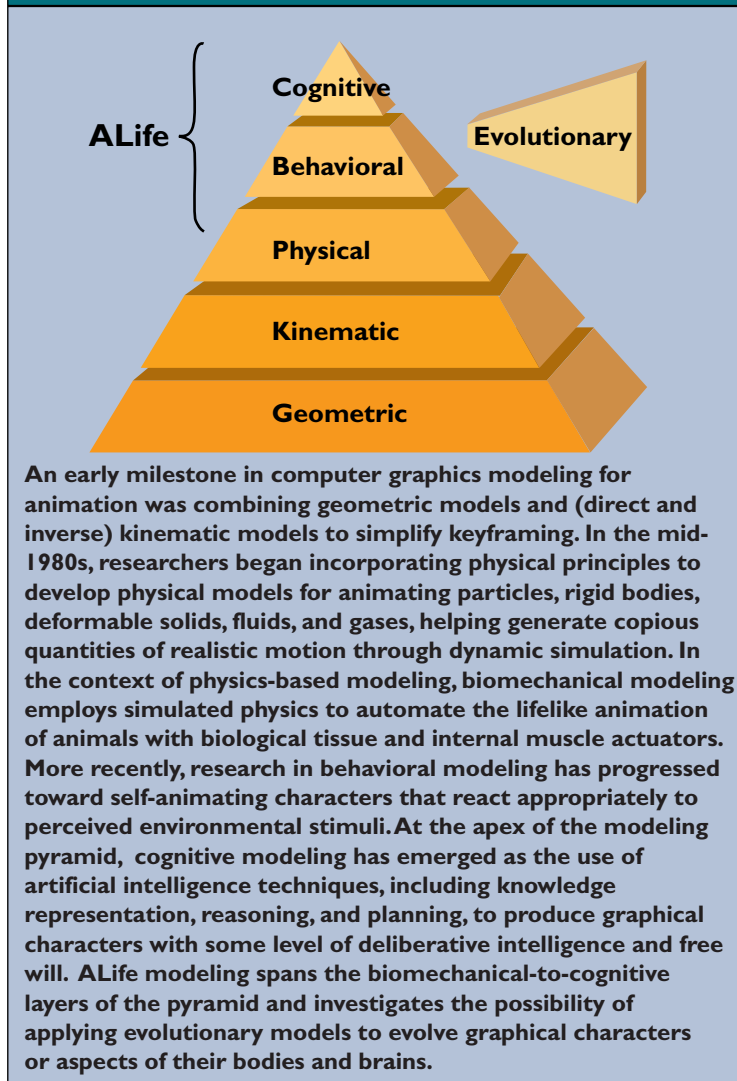 Cognitive
ALife
Evolutionary
Behavioral
Physical
Kinematic
Geometric
An early milestone in computer graphics modeling for
animation was combining geometric models and (direct and
inverse) kinematic models to simplify keyframing. In the mid-
1980s, researchers began incorporating physical principles to
develop physical models for animating particles, rigid bodies,
deformable solids, fluids, and gases, helping generate copious
quantities of realistic motion through dynamic simulation. In
the context of physics-based modeling, biomechanical modeling
employs simulated physics to automate the lifelike animation
of animals with biological tissue and internal muscle actuators.
More recently, research in behavioral modeling has progressed
toward self-animating characters that react appropriately to
perceived environmental stimuli. At the apex of the modeling
pyramid, cognitive modeling has emerged as the use of
artificial intelligence techniques, including knowledge
representation, reasoning, and planning, to produce graphical
characters with some level of deliberative intelligence and free
will. ALife modeling spans the biomechanical-to-cognitive
layers of the pyramid and investigates the possibility of
applying evolutionary models to evolve graphical characters
or aspects of their bodies and brains.